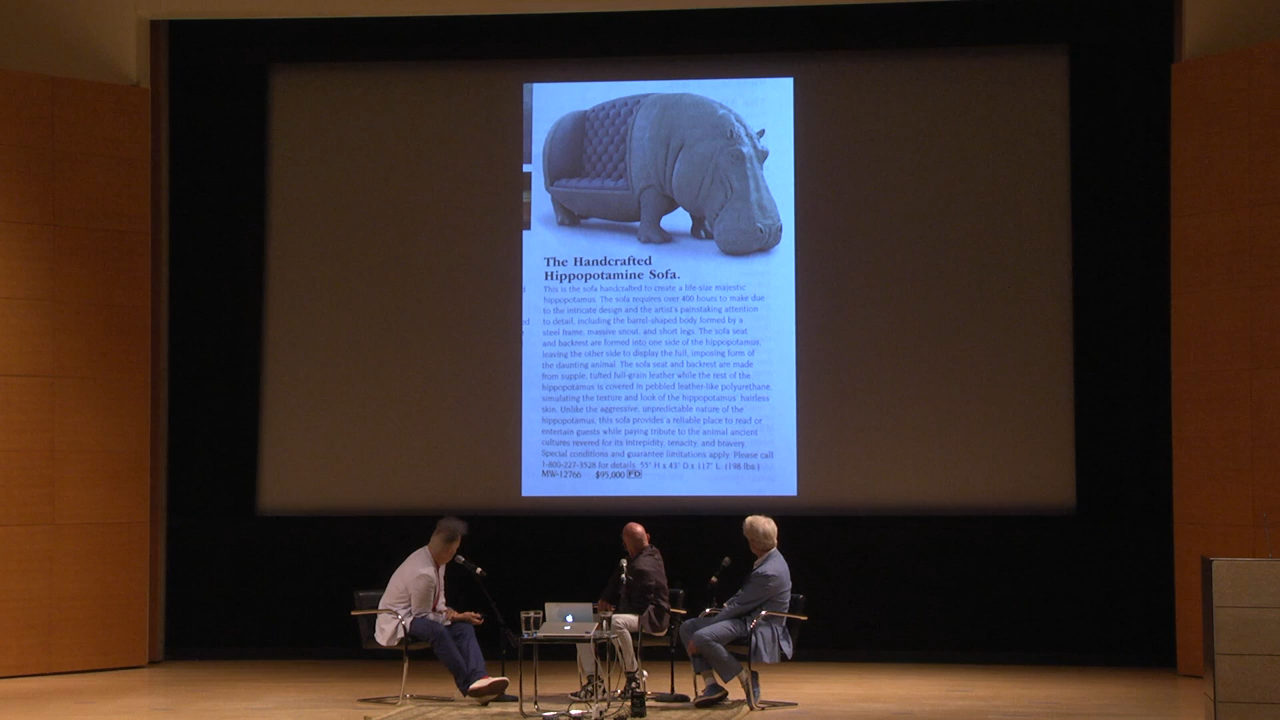 The Handcrafted
Hippopotamine Sofa.
This is the sofa handcrafted to create a life-size majestic
hippopotamus. The sofa requires over 400 hours to make due
to the intricate design and the artist's painstaking attention
to detail, including the barrel-shaped body formed by a
steel frame, massive snout, and short legs. The sofa seat
and backrest are formed into one side of the hippopotamus,
leaving the other side to display the full, imposing form of
the daunting animal. The sofa seat and backrest are made
from supple, tufted full-grain leather while the rest of the
hippopotamus is covered in pebbled leather-like polyurethane,
simulating the texture and look of the hippopotamus' hairless
skin. Unlike the aggressive, unpredictable nature of the
hippopotamus, this sofa provides a reliable place to read or
entertain guests while paying tribute to the animal ancient
cultures revered for its intrepidity, tenacity, and bravery.
Special conditions and guarantee limitations apply. Please call
1-800-227-3528 for details. 55" H x 43" D x 117" L. (198 lbs.)
MW-12766 $95,000